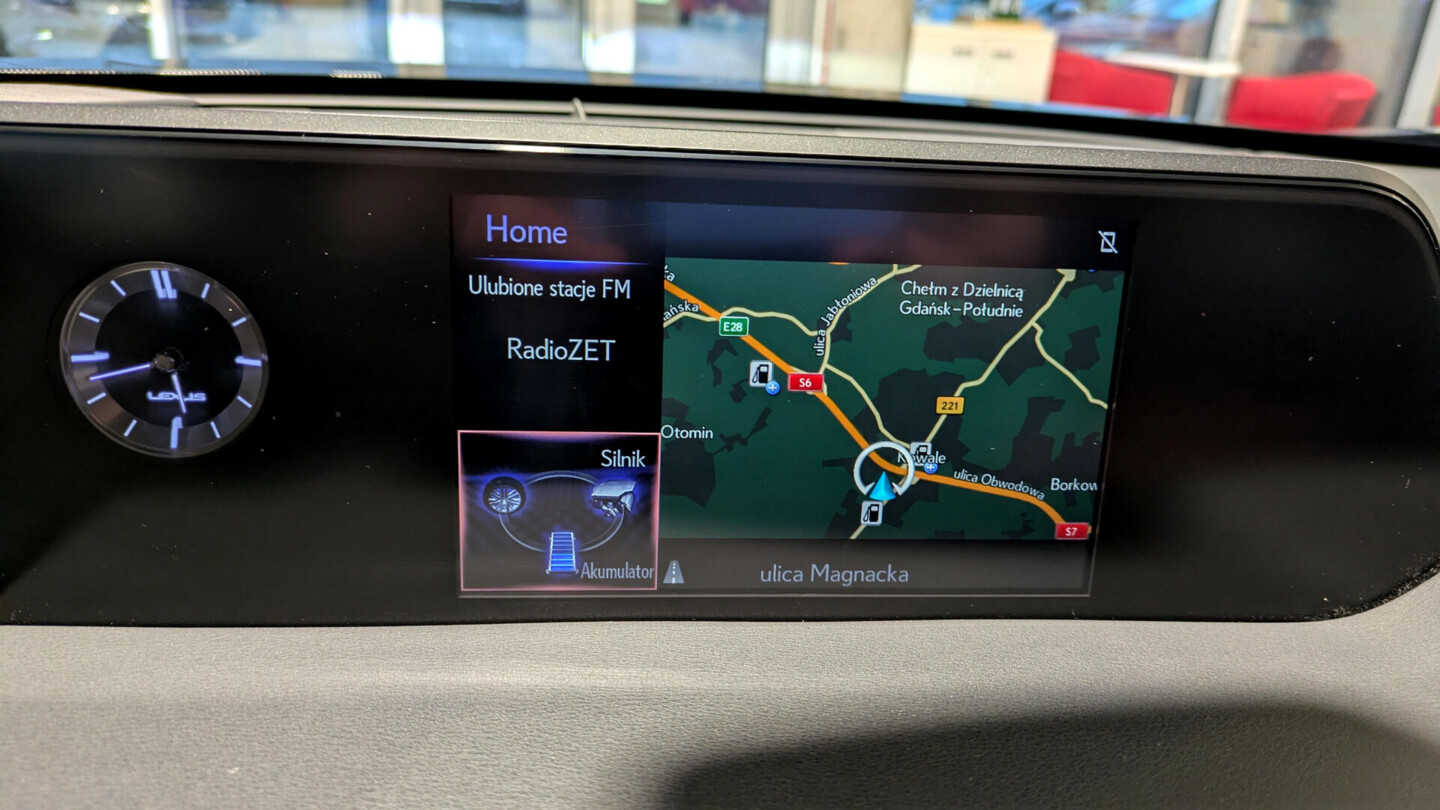 LEXUS
Home
Ulubione stacje FM
RadioZET
Silnik
Akumulator
Chełm z Dzielnicą
Gdańsk-Południe
ulica Jabłoniowa
E28
S6
221
Otomin
Kowale
ulica Obwodowa
S7
ulica Magnacka